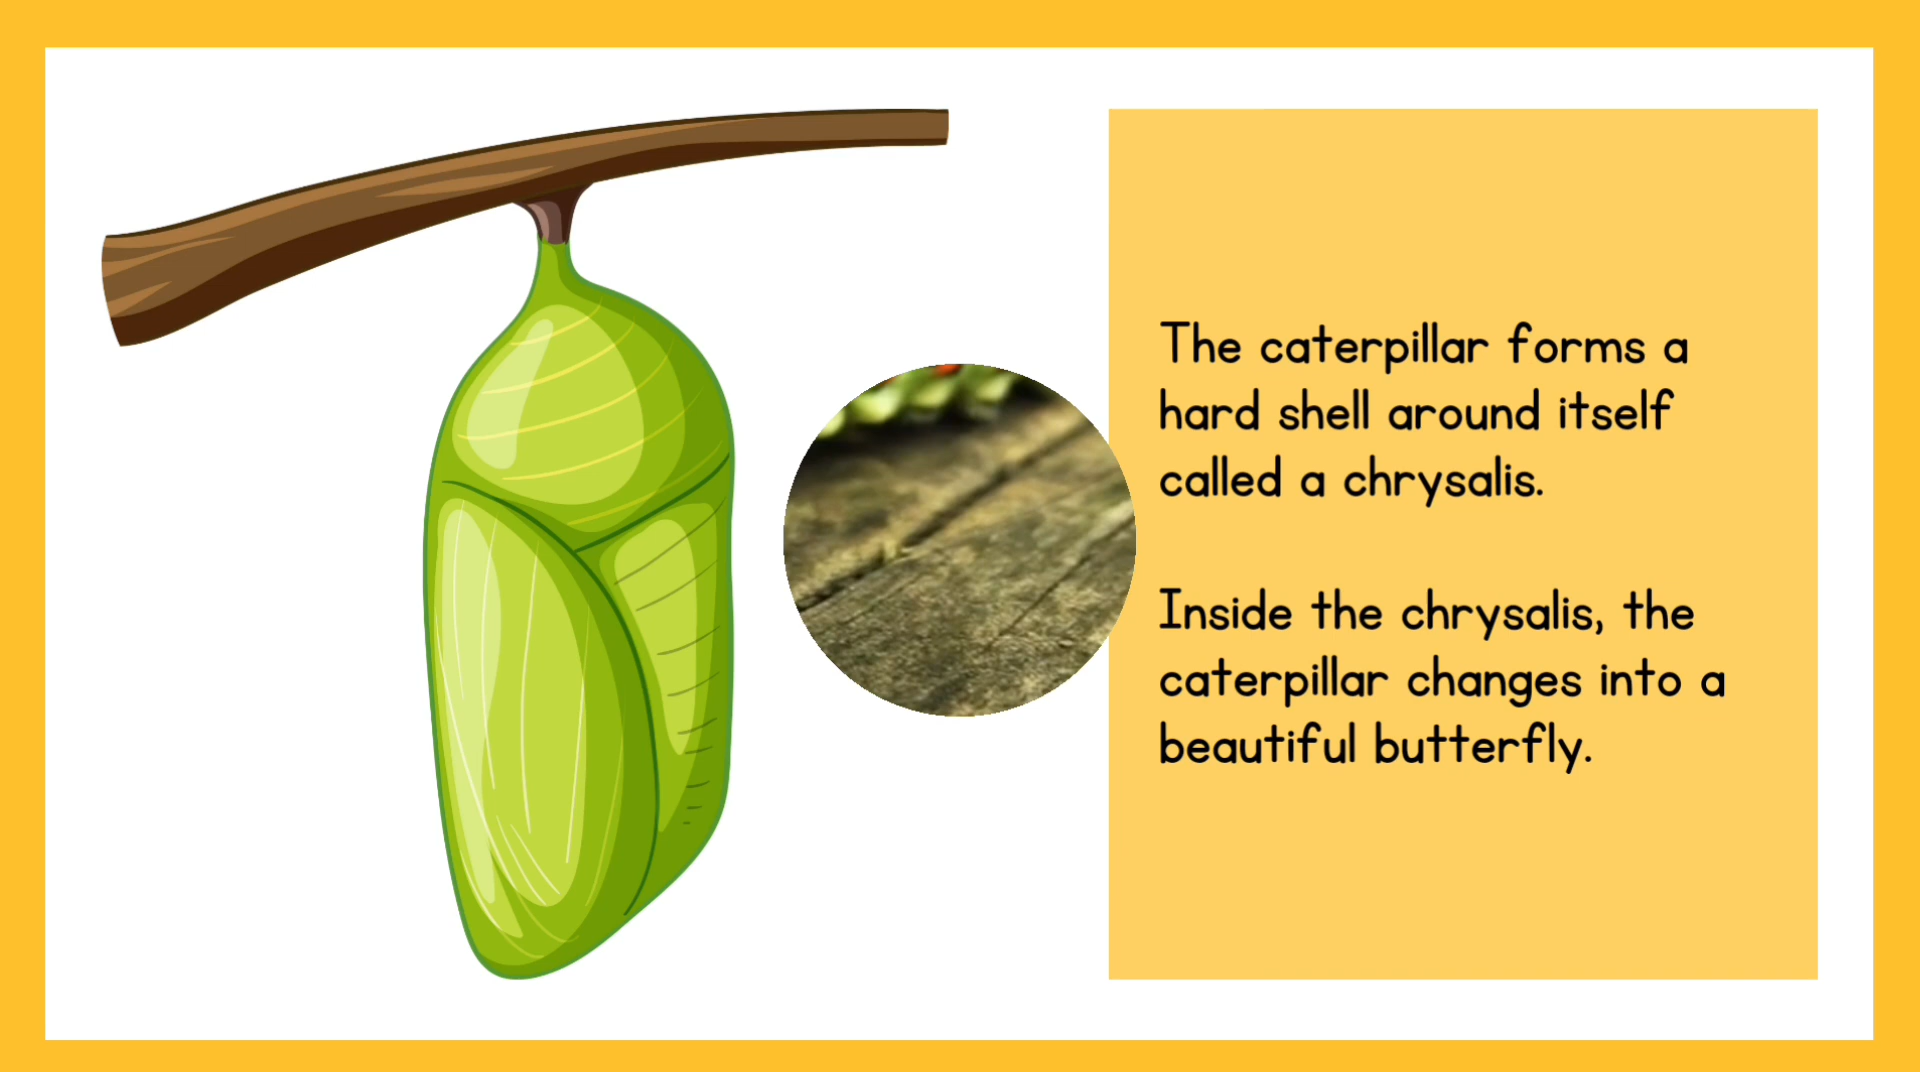 The caterpillar forms a
hard shell around itself
called a chrysalis.
Inside the chrysalis, the
caterpillar changes into a
beautiful butterfly.